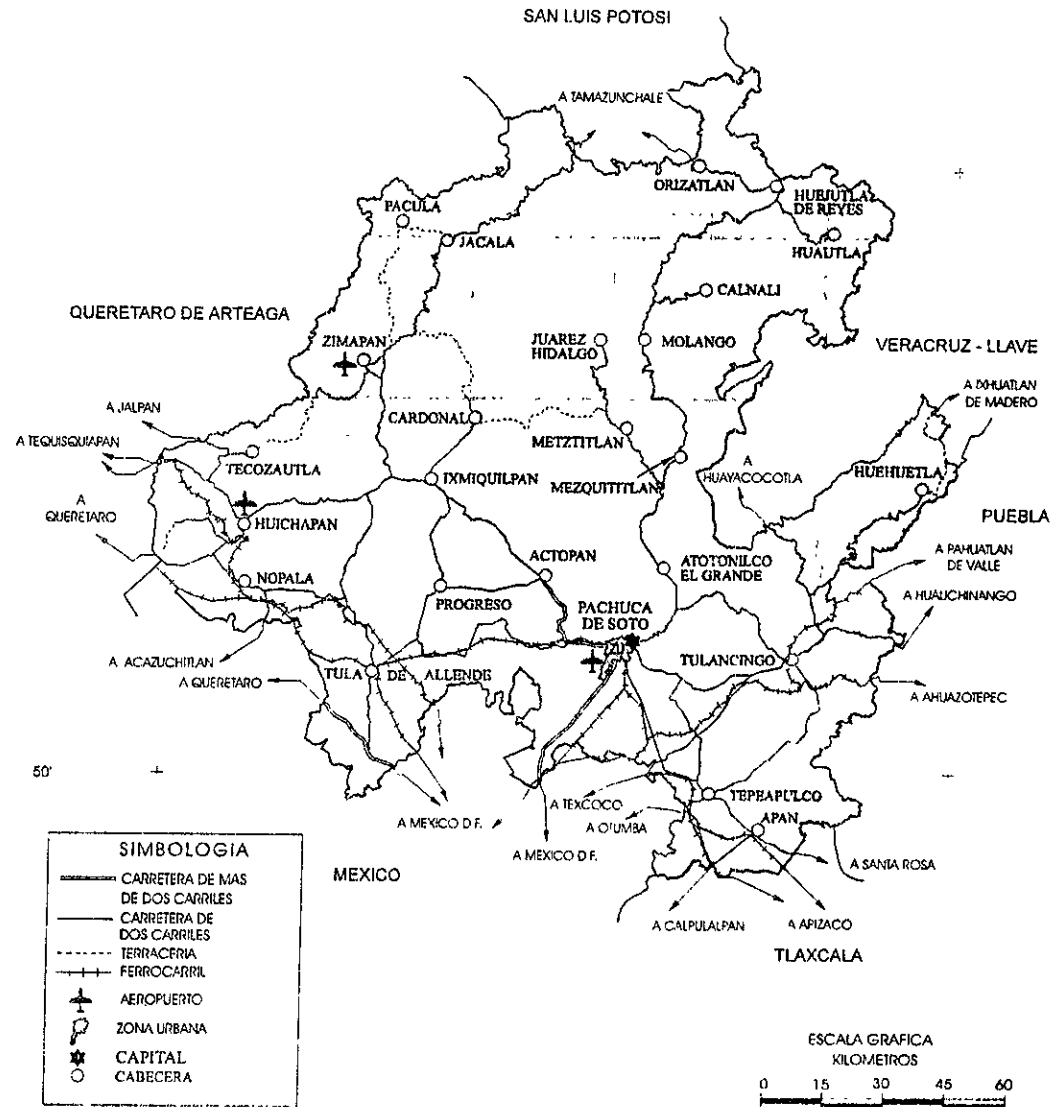 SAN LUIS POTOSI
A TAMAZUNCHALE
ORIZATLAN
HUEJUTLA
DE REYES
PACULA
JACALA
HUAUTLA
CALNALI
QUERETARO DE ARTEAGA
ZIMAPAN
JUAREZ
HIDALGO
MOLANGO
VERACRUZ - LLAVE
A IXHUATLAN
DE MADERO
A JALPAN
CARDONAL
METZTITLAN
A TEQUISQUIAPAN
TECOZAUTLA
A
HUAYACOCOTLA
HUEHUETLA
IXMIQUILPAN
MEZQUITITLAN
A
QUERETARO
HUICHAPAN
PUEBLA
ACTOPAN
ATOTONILCO
EL GRANDE
A PAHUATLAN
DE VALLE
NOPALA
PROGRESO
PACHUCA
DE SOTO
A HUAUCHINANGO
A ACAZUCHITLAN
TULANCINGO
A QUERETARO
TULA DE ALLENDE
A AHUAZOTEPEC
50'
A TEXCOCO
TEPEAPULCO
A MEXICO D.F.
A OTUMBA
APAN
A MEXICO D.F.
A SANTA ROSA
MEXICO
A CALPULALPAN
A APIZACO
TLAXCALA
SIMBOLOGIA
CARRETERA DE MAS
DE DOS CARRILES
CARRETERA DE
DOS CARRILES
TERRACERIA
FERROCARRIL
AEROPUERTO
ZONA URBANA
CAPITAL
CABECERA
ESCALA GRAFICA
KILOMETROS
0 15 30 45 60